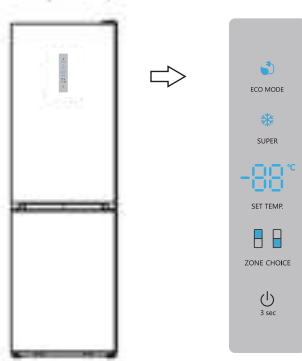 ECO MODE
SUPER
-88 °C
SET TEMP.
ZONE CHOICE
3 sec